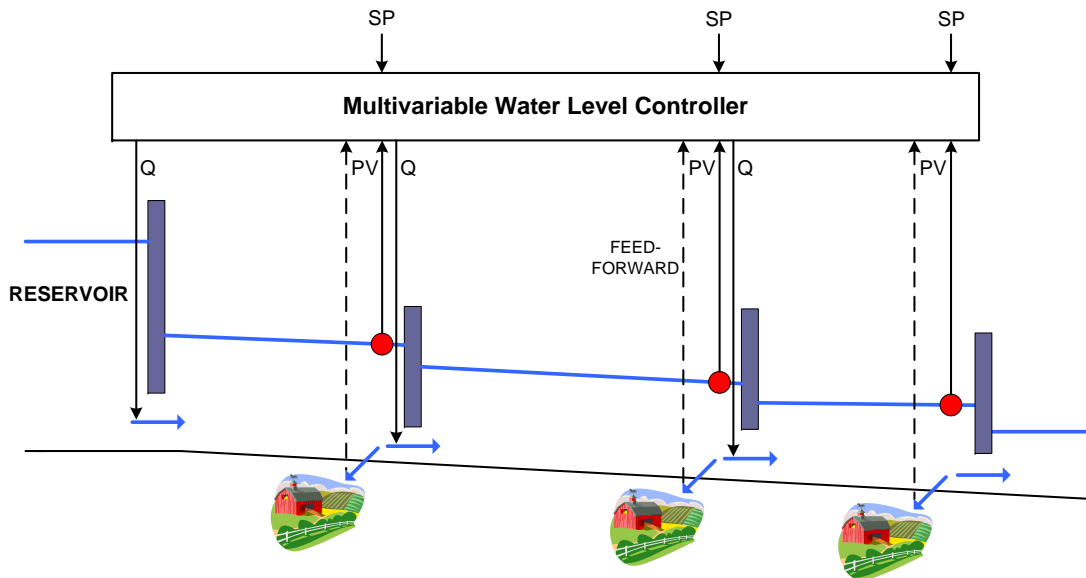 SP
SP
SP
Multivariable Water Level Controller
Q
PV
Q
PV
Q
PV
FEED-
FORWARD
RESERVOIR